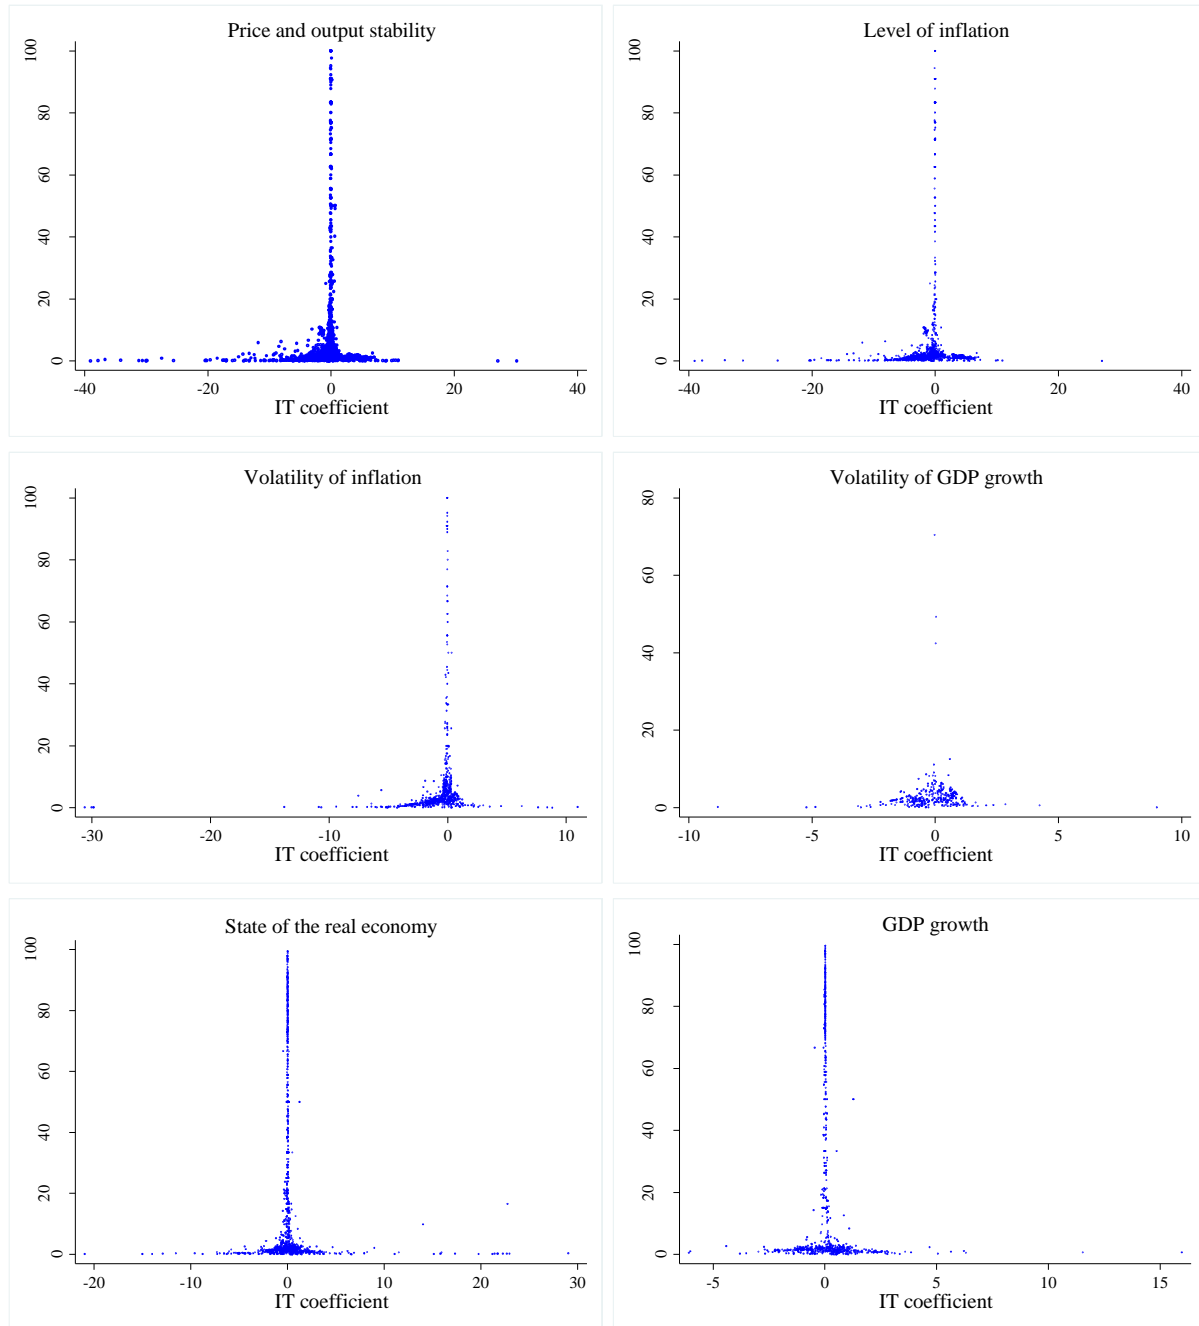 Price and output stability
100
80
60
40
20
0
-40 -20 0 20 40
IT coefficient
Level of inflation
100
80
60
40
20
0
-40 -20 0 20 40
IT coefficient
Volatility of inflation
100
80
60
40
20
0
-30 -20 -10 0 10
IT coefficient
Volatility of GDP growth
80
60
40
20
0
-10 -5 0 5 10
IT coefficient
State of the real economy
100
80
60
40
20
0
-20 -10 0 10 20 30
IT coefficient
GDP growth
100
80
60
40
20
0
-5 0 5 10 15
IT coefficient